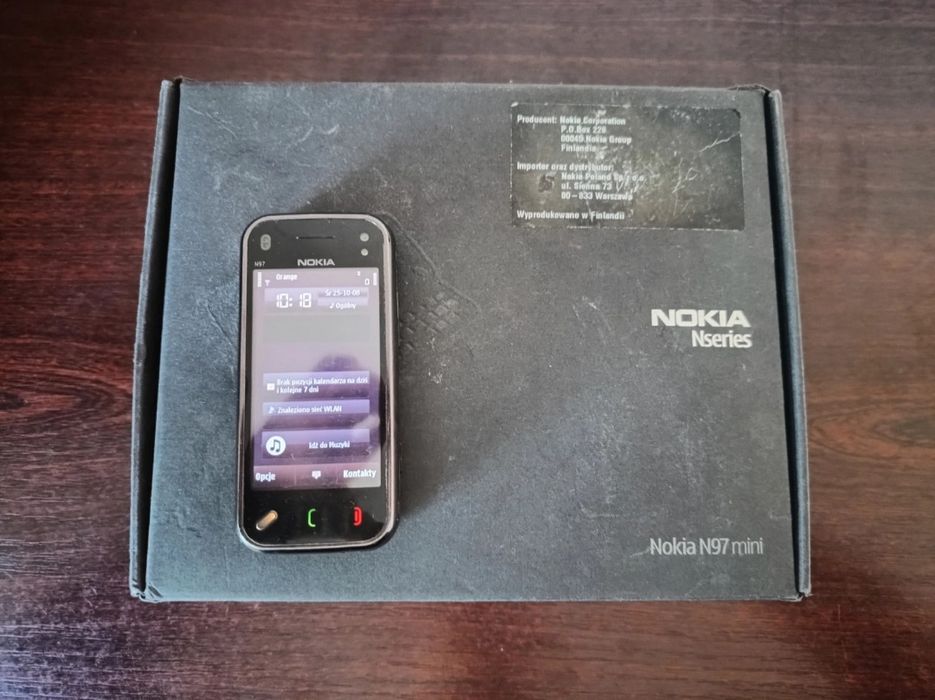 Producent: Nokia Corporation
P.O.Box 226
00045 Nokia Group
Finlandia
Importer oraz dystrybutor:
Nokia Poland Sp. z o.o.
ul. Sienna 73
00-833 Warszawa
Wyprodukowano w Finlandii
NOKIA
Nseries
Nokia N97 mini
N97
NOKIA
Orange
10:18
Śr 25-10-08
Ogólny
Brak pozycji kalendarza na dziś
i kolejne 7 dni
Znaleziono sieć WLAN
Idź do Muzyki
Opcje
Kontakty